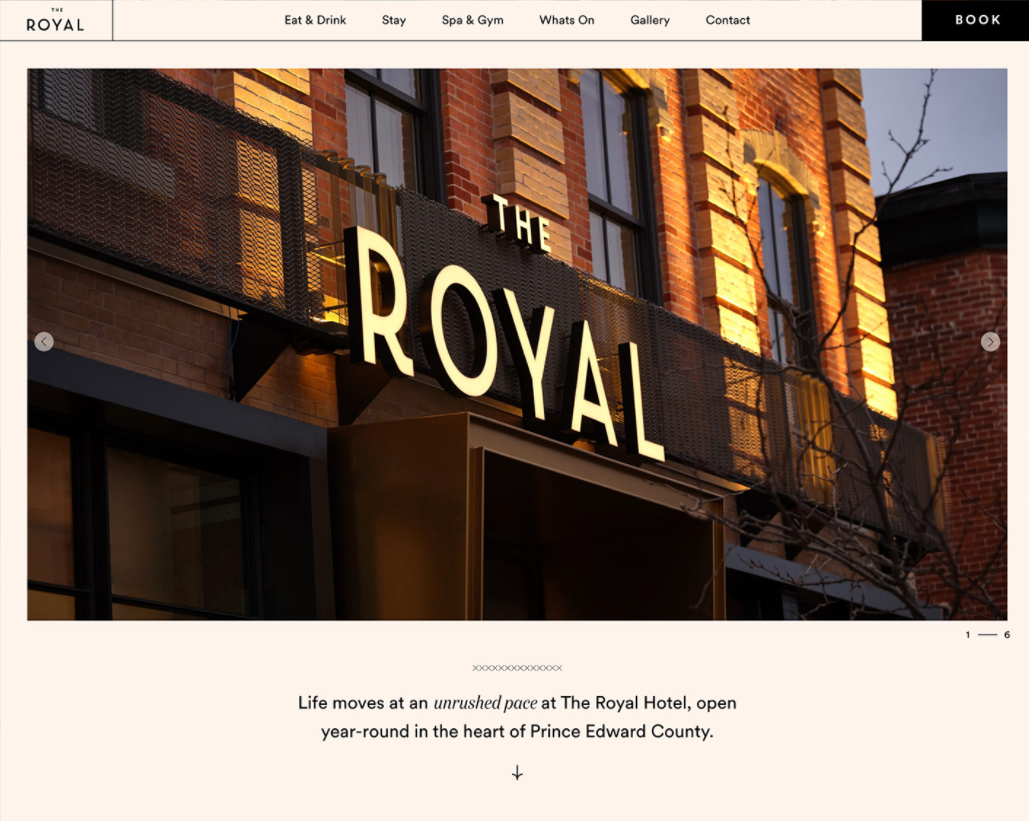 THE
ROYAL
Eat & Drink
Stay
Spa & Gym
Whats On
Gallery
Contact
BOOK
THE
ROYAL
1 — 6
Life moves at an unrushed pace at The Royal Hotel, open
year-round in the heart of Prince Edward County.